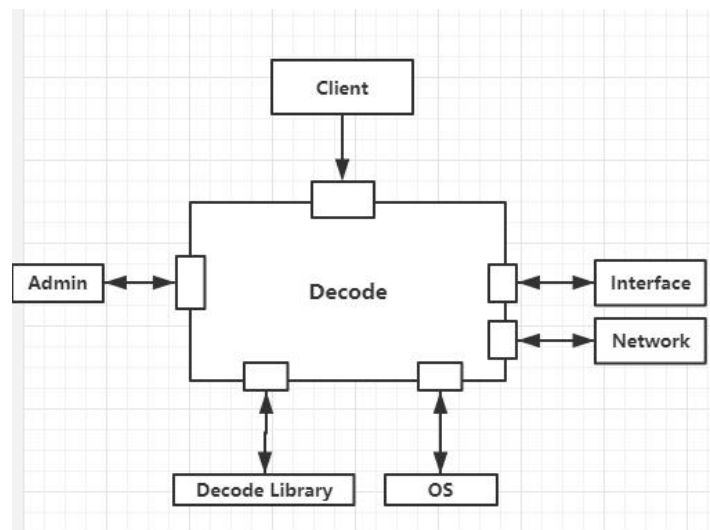 Client
Admin
Decode
Interface
Network
Decode Library
OS